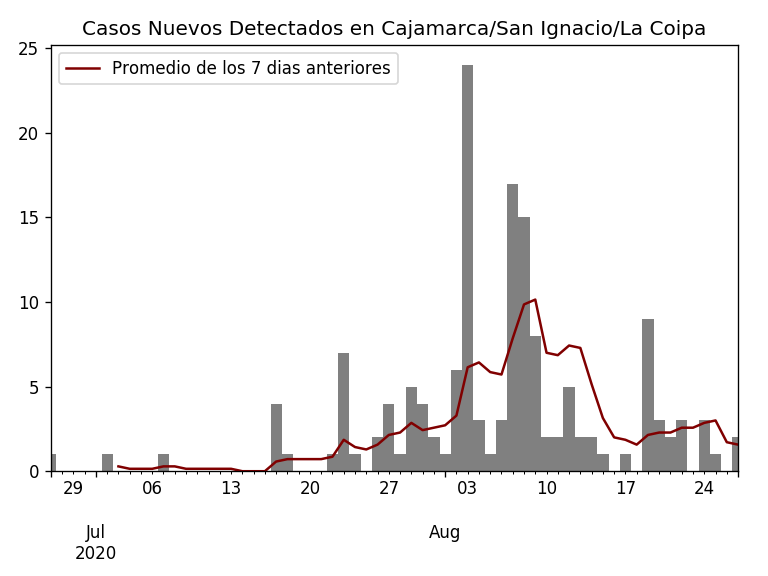 Casos Nuevos Detectados en Cajamarca/San Ignacio/La Coipa
Promedio de los 7 dias anteriores
25
20
15
10
5
0
29 06 13 20 27 03 10 17 24
Jul Aug
2020